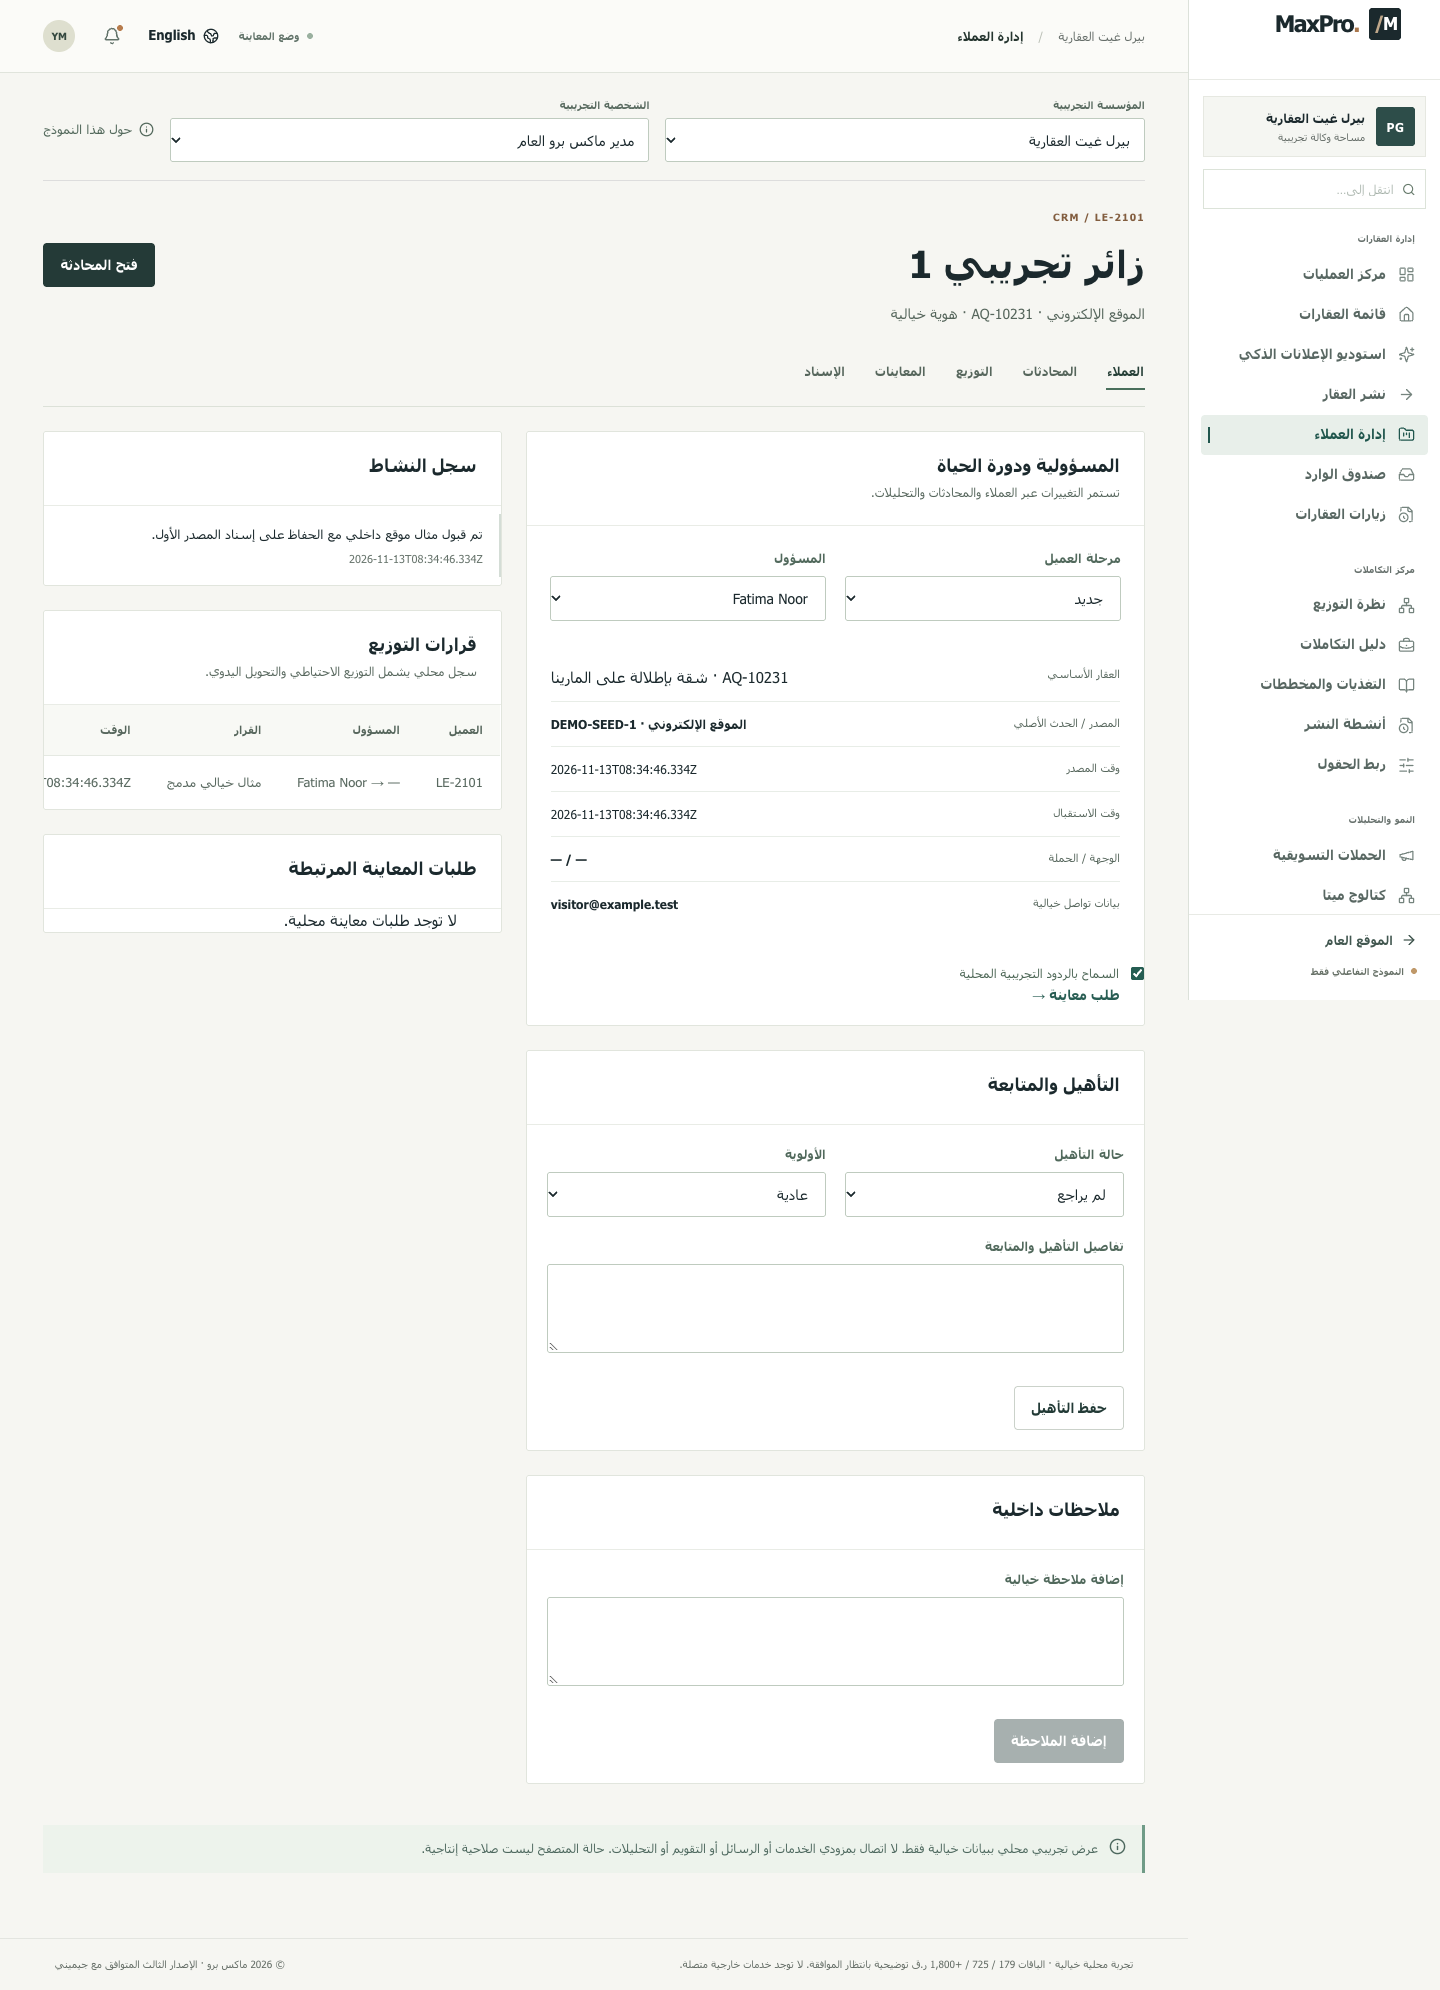 MaxPro.
/M
PG
بيرل غيت العقارية
مساحة وكالة تجريبية
انتقل إلى...
إدارة العقارات
مركز العمليات
قائمة العقارات
استوديو الإعلانات الذكي
نشر العقار
إدارة العملاء
صندوق الوارد
زيارات العقارات
مركز التكاملات
نظرة التوزيع
دليل التكاملات
التغذيات والمخططات
أنشطة النشر
ربط الحقول
النمو والتحليلات
الحملات التسويقية
كتالوج ميتا
الموقع العام
النموذج التفاعلي فقط
بيرل غيت العقارية / إدارة العملاء
وضع المعاينة
English
YM
المؤسسة التجريبية
بيرل غيت العقارية
الشخصية التجريبية
مدير ماكس برو العام
حول هذا النموذج
CRM / LE-2101
زائر تجريبي 1
الموقع الإلكتروني · AQ-10231 · هوية خيالية
فتح المحادثة
العملاء
المحادثات
التوزيع
المعاينات
الإسناد
المسؤولية ودورة الحياة
تستمر التغييرات عبر العملاء والمحادثات والتحليلات.
مرحلة العميل
جديد
المسؤول
Fatima Noor
العقار الأساسي
AQ-10231 · شقة بإطلالة على المارينا
المصدر / الحدث الأصلي
الموقع الإلكتروني · DEMO-SEED-1
وقت المصدر
2026-11-13T08:34:46.334Z
وقت الاستقبال
2026-11-13T08:34:46.334Z
الوجهة / الحملة
— / —
بيانات تواصل خيالية
visitor@example.test
السماح بالردود التجريبية المحلية
طلب معاينة →
التأهيل والمتابعة
حالة التأهيل
لم يراجع
الأولوية
عادية
تفاصيل التأهيل والمتابعة
حفظ التأهيل
ملاحظات داخلية
إضافة ملاحظة خيالية
إضافة الملاحظة
سجل النشاط
تم قبول مثال موقع داخلي مع الحفاظ على إسناد المصدر الأول.
2026-11-13T08:34:46.334Z
قرارات التوزيع
سجل محلي يشمل التوزيع الاحتياطي والتحويل اليدوي.
العميل المسؤول القرار الوقت
LE-2101 — → Fatima Noor مثال خيالي مدمج T08:34:46.334Z
طلبات المعاينة المرتبطة
لا توجد طلبات معاينة محلية.
عرض تجريبي محلي ببيانات خيالية فقط. لا اتصال بمزودي الخدمات أو الرسائل أو التقويم أو التحليلات. حالة المتصفح ليست صلاحية إنتاجية.
تجربة محلية خيالية · الباقات 179 / 725 / +1,800 ر.ق توضيحية بانتظار الموافقة. لا توجد خدمات خارجية متصلة.
© 2026 ماكس برو · الإصدار الثالث المتوافق مع جيميني